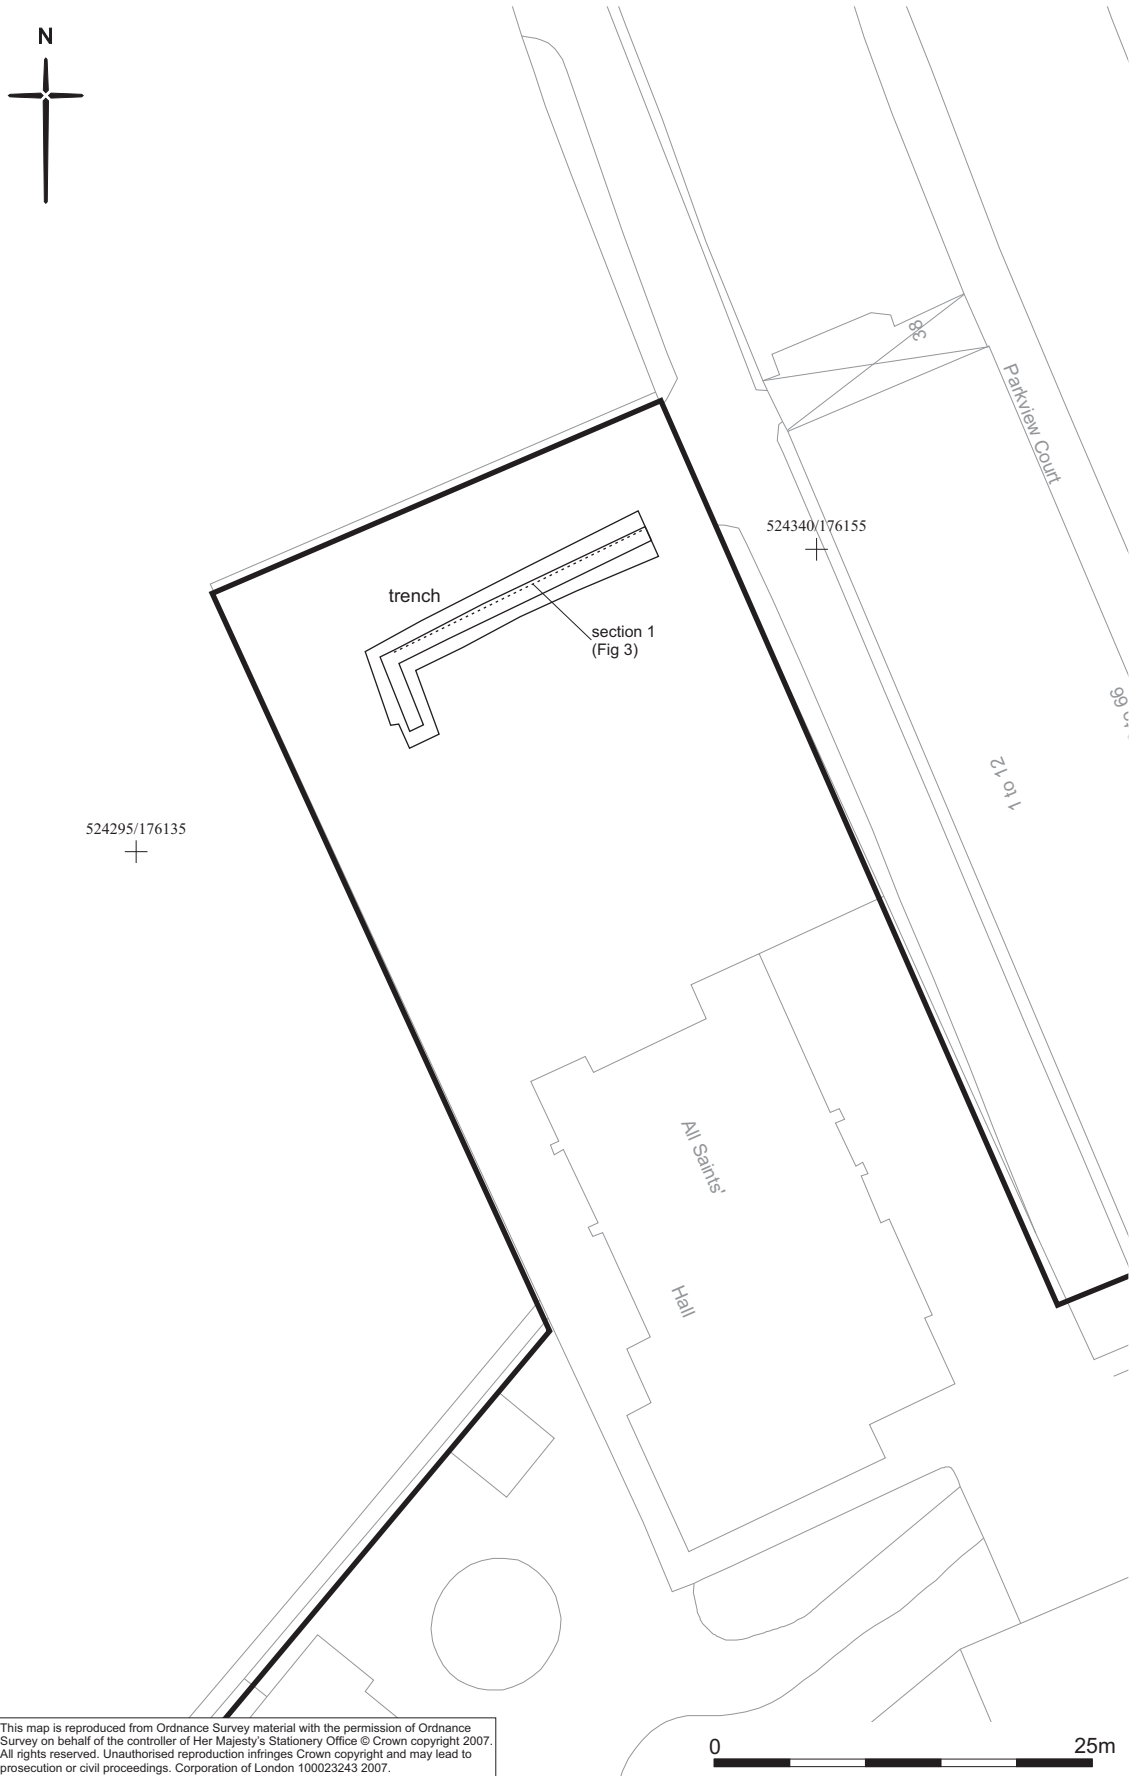 N
38
Parkview Court
524340/176155
trench
section 1
(Fig 3)
1 to 12
524295/176135
All Saints'
Hall
This map is reproduced from Ordnance Survey material with the permission of Ordnance
Survey on behalf of the controller of Her Majesty's Stationery Office © Crown copyright 2007.
All rights reserved. Unauthorised reproduction infringes Crown copyright and may lead to
prosecution or civil proceedings. Corporation of London 100023243 2007.
0 25m